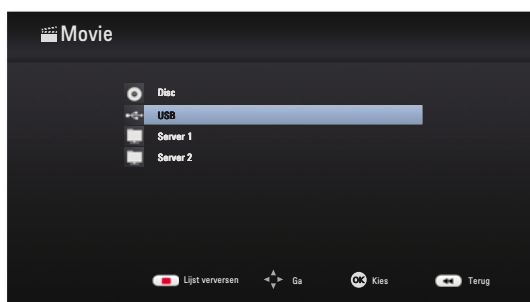 Movie
Disc
USB
Server 1
Server 2
Lijst verversen Ga OK Kies Terug